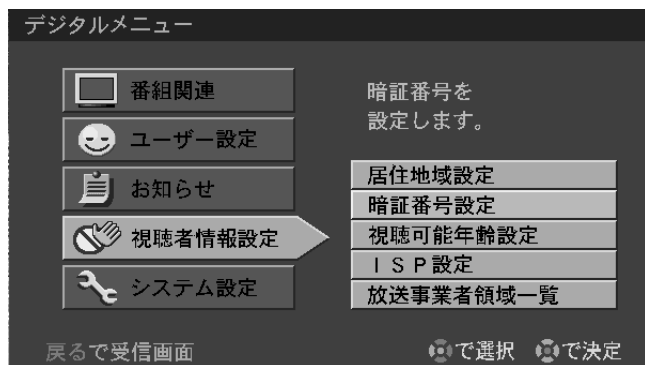 デジタルメニュー
番組関連
ユーザー設定
お知らせ
視聴者情報設定
システム設定
暗証番号を
設定します。
居住地域設定
暗証番号設定
視聴可能年齢設定
ＩＳＰ設定
放送事業者領域一覧
戻るで受信画面
で選択 で決定